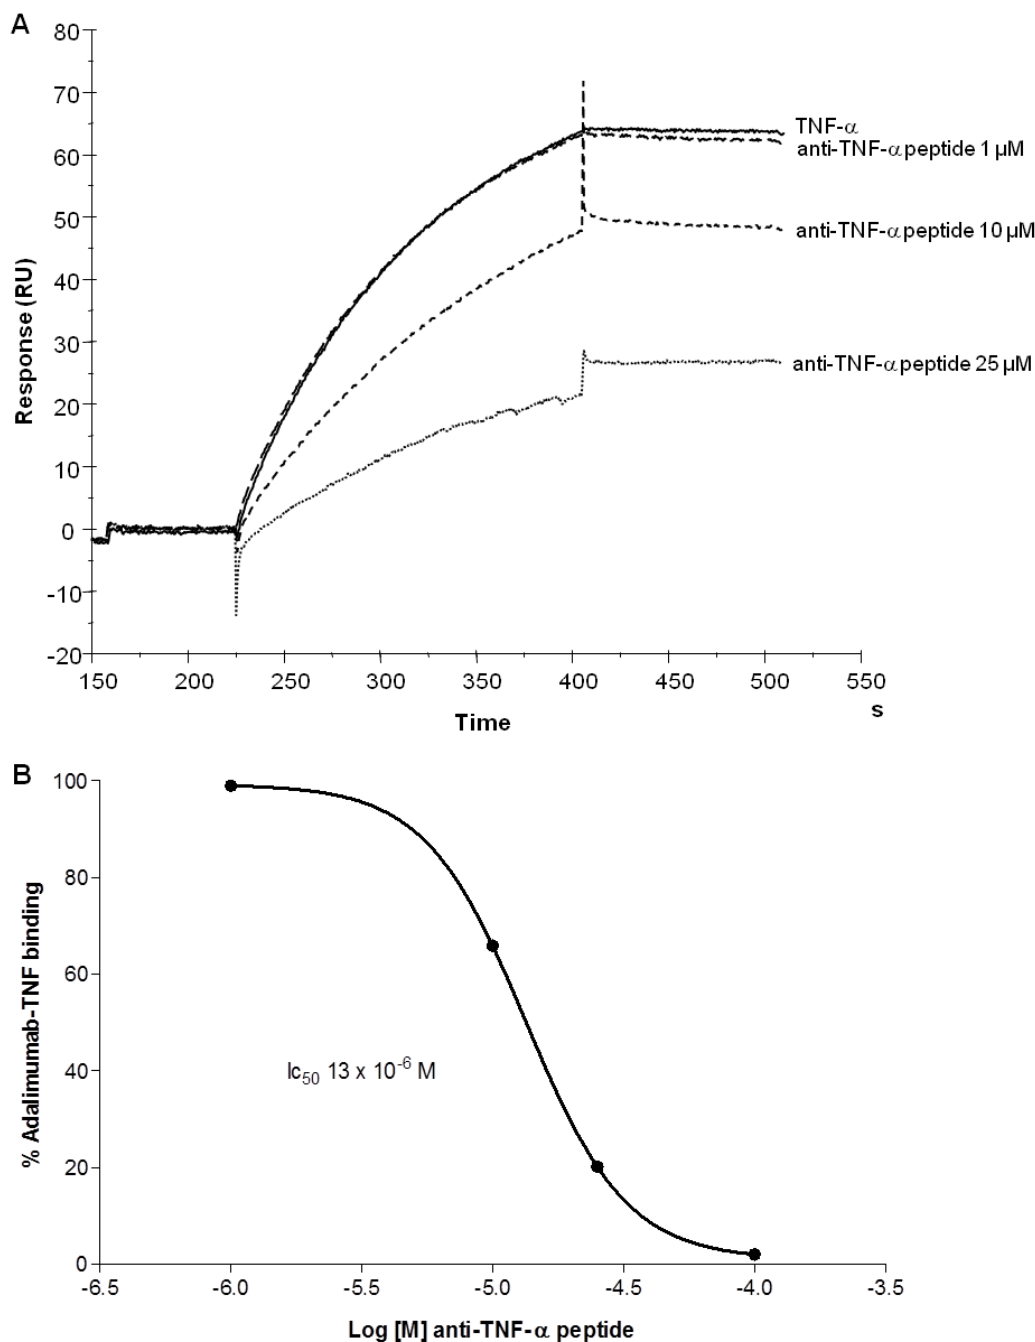 A
80
70
60
50
40
30
20
10
0
-10
-20
Response (RU)
TNF-α
anti-TNF-α peptide 1 µM
anti-TNF-α peptide 10 µM
anti-TNF-α peptide 25 µM
150 200 250 300 350 400 450 500 550
s
Time
B
100
80
60
40
20
0
% Adalimumab-TNF binding
Ic50 13 x 10-6 M
-6.5 -6.0 -5.5 -5.0 -4.5 -4.0 -3.5
Log [M] anti-TNF-α peptide